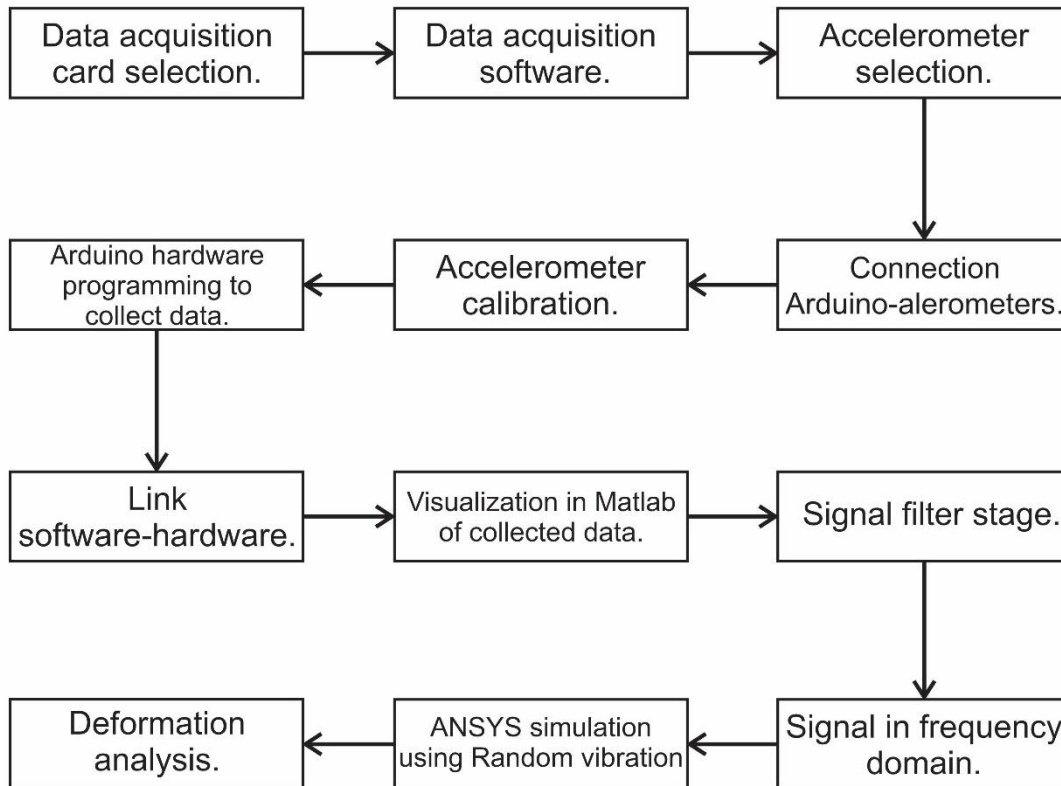 Data acquisition
card selection.
Data acquisition
software.
Accelerometer
selection.
Connection
Arduino-alerometers.
Accelerometer
calibration.
Arduino hardware
programming to
collect data.
Link
software-hardware.
Visualization in Matlab
of collected data.
Signal filter stage.
Signal in frequency
domain.
ANSYS simulation
using Random vibration
Deformation
analysis.